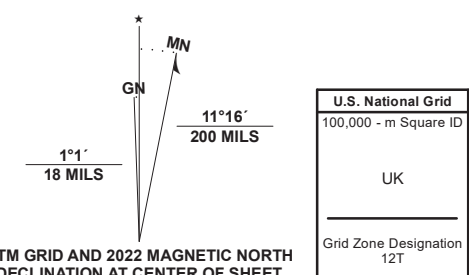 ★
MN
GN
11°16´
200 MILS
1°1´
18 MILS
TM GRID AND 2022 MAGNETIC NORTH
DECLINATION AT CENTER OF SHEET
U.S. National Grid
100,000 - m Square ID
UK
Grid Zone Designation
12T